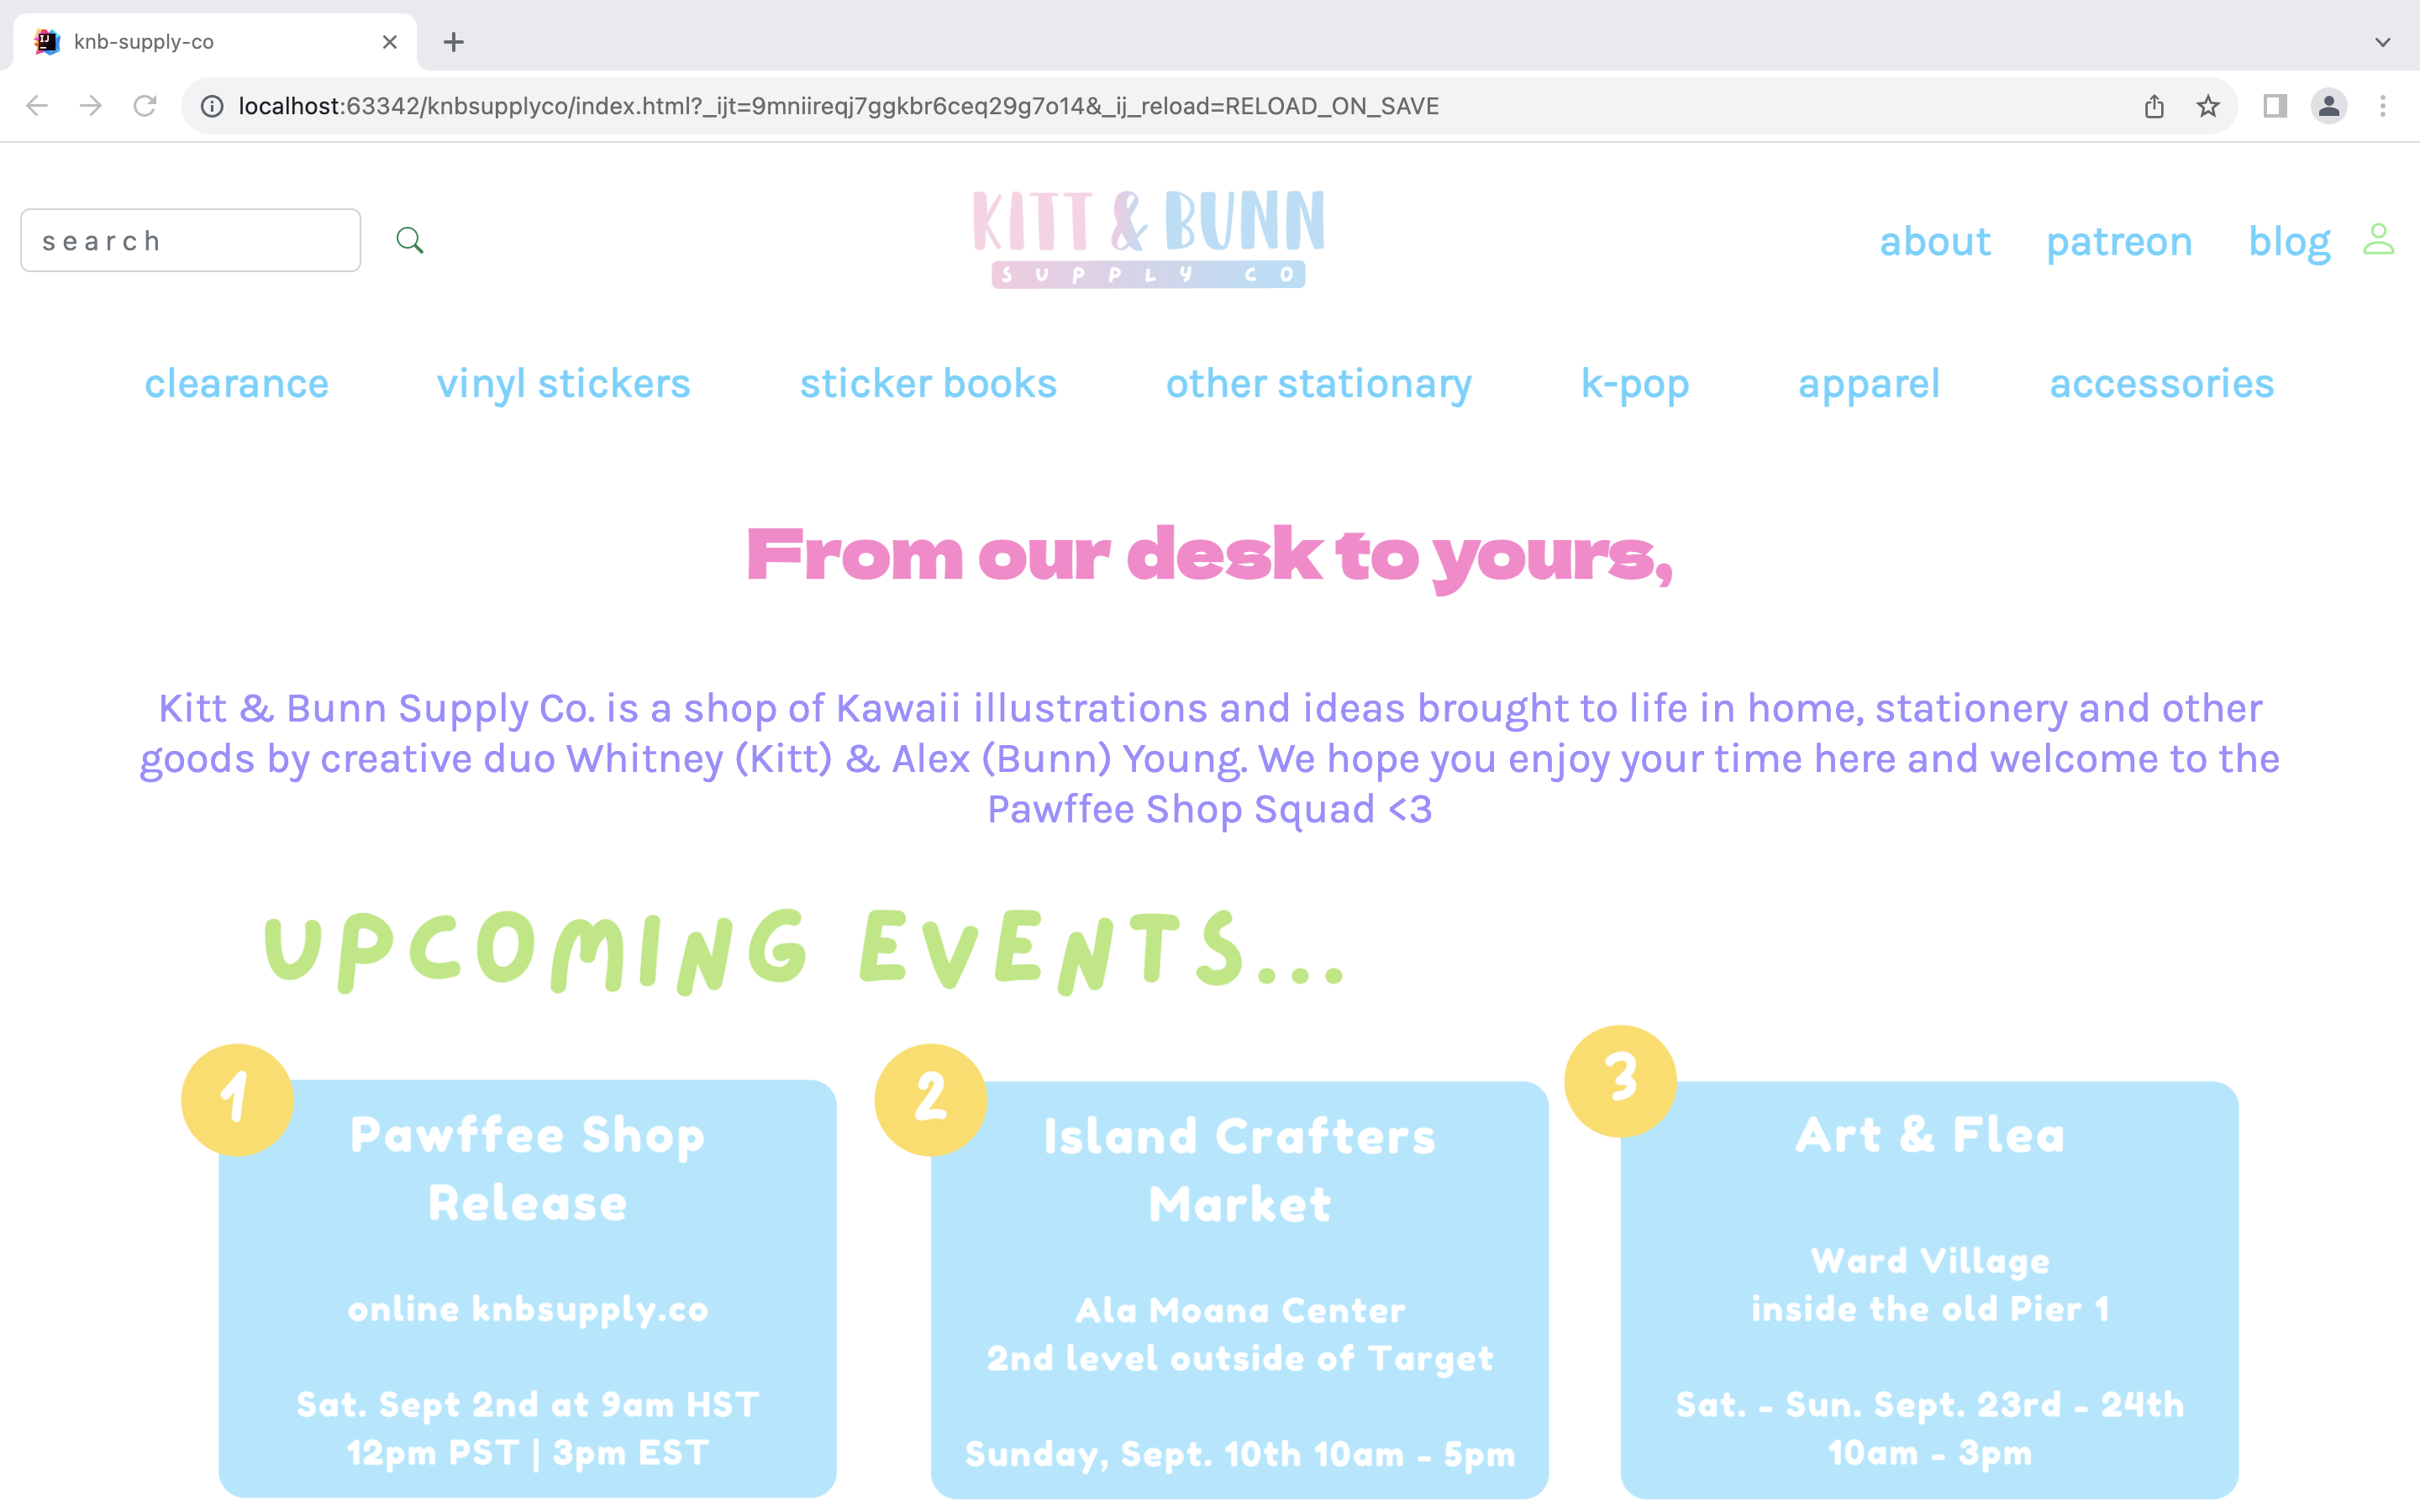 knb-supply-co
localhost:63342/knbsupplyco/index.html?_ijt=9mniireqj7ggkbr6ceq29g7o14&_ij_reload=RELOAD_ON_SAVE
search
KITT & BUNN
SUPPLY CO
about patreon blog
clearance vinyl stickers sticker books other stationary k-pop apparel accessories
From our desk to yours,
Kitt & Bunn Supply Co. is a shop of Kawaii illustrations and ideas brought to life in home, stationery and other
goods by creative duo Whitney (Kitt) & Alex (Bunn) Young. We hope you enjoy your time here and welcome to the
Pawffee Shop Squad <3
UPCOMING EVENTS...
1
Pawffee Shop
Release
online knbsupply.co
Sat. Sept 2nd at 9am HST
12pm PST | 3pm EST
2
Island Crafters
Market
Ala Moana Center
2nd level outside of Target
Sunday, Sept. 10th 10am - 5pm
3
Art & Flea
Ward Village
inside the old Pier 1
Sat. - Sun. Sept. 23rd - 24th
10am - 3pm